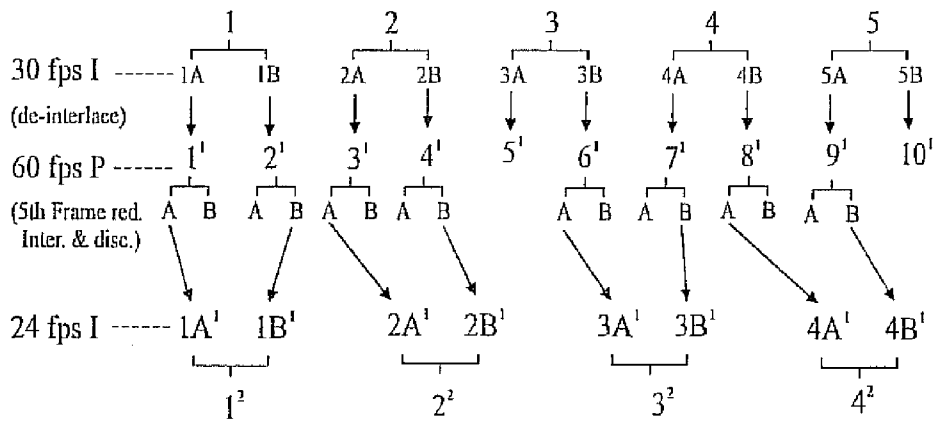 1 2 3 4 5
30 fps I ------ 1A 1B 2A 2B 3A 3B 4A 4B 5A 5B
(de-interlace)
60 fps P ------ 1¹ 2¹ 3¹ 4¹ 5¹ 6¹ 7¹ 8¹ 9¹ 10¹
(5th Frame red. A B A B A B A B A B A B A B A B
Inter. & disc.)
24 fps I ------ 1A¹ 1B¹ 2A¹ 2B¹ 3A¹ 3B¹ 4A¹ 4B¹
1² 2² 3² 4²